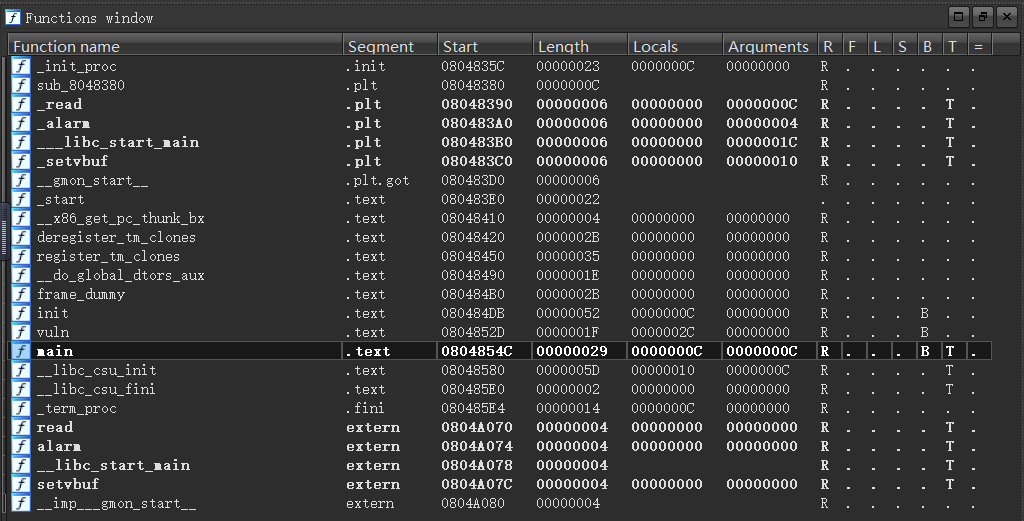 Functions window
Function name Segment Start Length Locals Arguments R F L S B T =
_init_proc .init 0804835C 00000023 0000000C 00000000 R . . . . . .
sub_8048380 .plt 08048380 0000000C R . . . . . .
_read .plt 08048390 00000006 00000000 0000000C R . . . . T .
_alarm .plt 080483A0 00000006 00000000 00000004 R . . . . T .
___libc_start_main .plt 080483B0 00000006 00000000 0000001C R . . . . T .
_setvbuf .plt 080483C0 00000006 00000000 00000010 R . . . . T .
__gmon_start__ .plt.got 080483D0 00000006 R . . . . . .
_start .text 080483E0 00000022 . . . . . . .
__x86_get_pc_thunk_bx .text 08048410 00000004 00000000 00000000 R . . . . . .
deregister_tm_clones .text 08048420 0000002B 00000000 00000000 R . . . . . .
register_tm_clones .text 08048450 00000035 00000000 00000000 R . . . . . .
__do_global_dtors_aux .text 08048490 0000001E 00000000 00000000 R . . . . . .
frame_dummy .text 080484B0 0000002B 00000000 00000000 R . . . . . .
init .text 080484DB 00000052 0000000C 00000000 R . . . B . .
vuln .text 0804852D 0000001F 0000002C 00000000 R . . . B . .
main .text 0804854C 00000029 0000000C 0000000C R . . . B T .
__libc_csu_init .text 08048580 0000005D 00000010 0000000C R . . . . T .
__libc_csu_fini .text 080485E0 00000002 00000000 00000000 R . . . . T .
_term_proc .fini 080485E4 00000014 0000000C 00000000 R . . . . . .
read extern 0804A070 00000004 00000000 00000000 R . . . . T .
alarm extern 0804A074 00000004 00000000 00000000 R . . . . T .
__libc_start_main extern 0804A078 00000004 R . . . . T .
setvbuf extern 0804A07C 00000004 00000000 00000000 R . . . . T .
__imp___gmon_start__ extern 0804A080 00000004 R . . . . . .